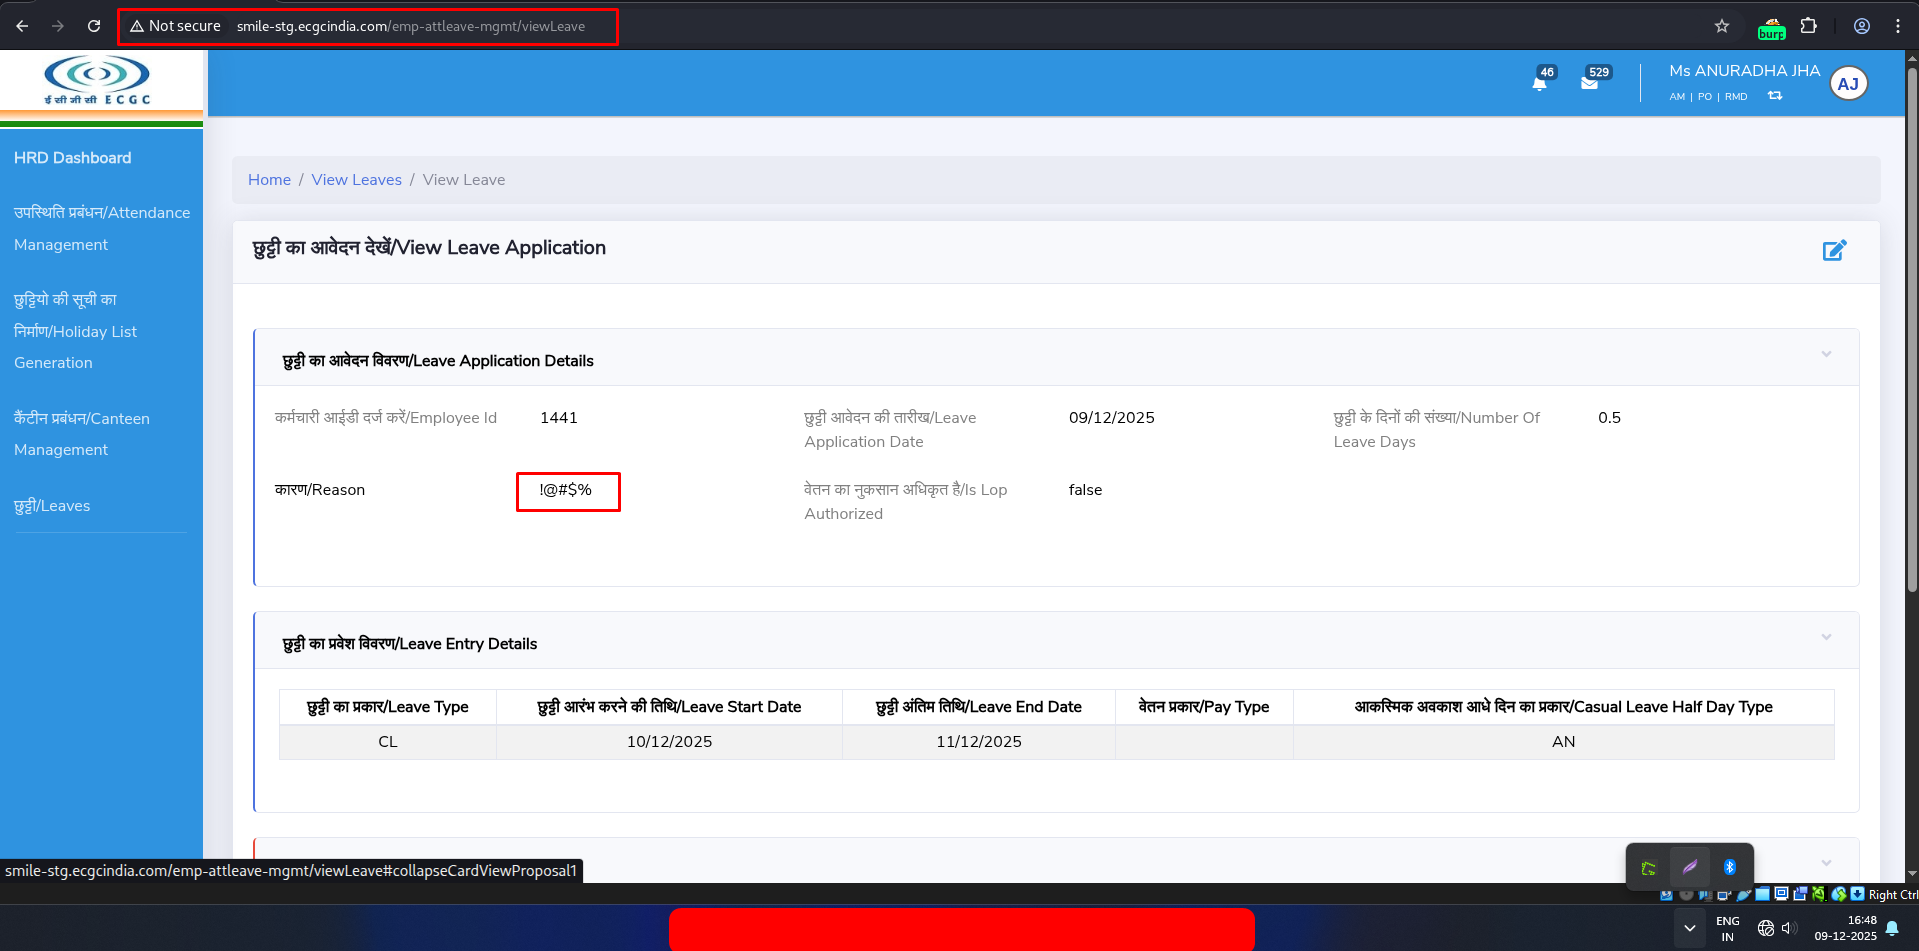 Not secure smile-stg.ecgcindia.com/emp-attleave-mgmt/viewLeave
burp
ई सी जी सी ECGC
46
529
Ms ANURADHA JHA
AM | PO | RMD
AJ
HRD Dashboard
उपस्थिति प्रबंधन/Attendance
Management
छुट्टियो की सूची का
निर्माण/Holiday List
Generation
कैंटीन प्रबंधन/Canteen
Management
छुट्टी/Leaves
Home / View Leaves / View Leave
छुट्टी का आवेदन देखें/View Leave Application
छुट्टी का आवेदन विवरण/Leave Application Details
कर्मचारी आईडी दर्ज करें/Employee Id 1441
छुट्टी आवेदन की तारीख/Leave
Application Date
09/12/2025
छुट्टी के दिनों की संख्या/Number Of
Leave Days
0.5
कारण/Reason !@#$%
वेतन का नुकसान अधिकृत है/Is Lop
Authorized
false
छुट्टी का प्रवेश विवरण/Leave Entry Details
छुट्टी का प्रकार/Leave Type छुट्टी आरंभ करने की तिथि/Leave Start Date छुट्टी अंतिम तिथि/Leave End Date वेतन प्रकार/Pay Type आकस्मिक अवकाश आधे दिन का प्रकार/Casual Leave Half Day Type
CL 10/12/2025 11/12/2025 AN
smile-stg.ecgcindia.com/emp-attleave-mgmt/viewLeave#collapseCardViewProposal1
Right Ctrl
ENG
IN
16:48
09-12-2025